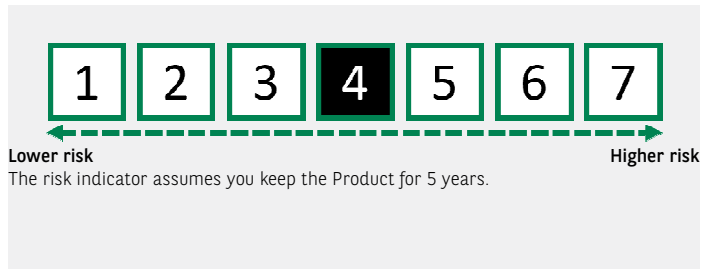 1 2 3 4 5 6 7
Lower risk Higher risk
The risk indicator assumes you keep the Product for 5 years.